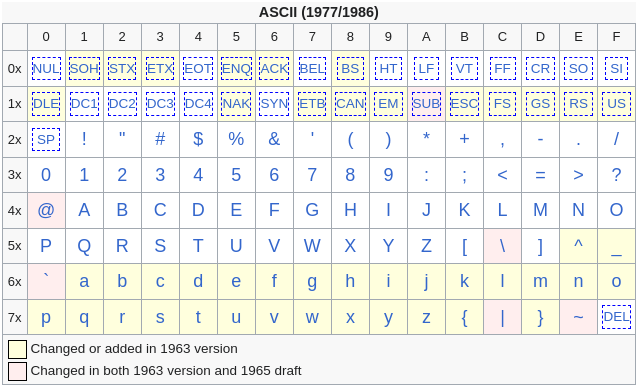 ASCII (1977/1986)
0 1 2 3 4 5 6 7 8 9 A B C D E F
0x NUL SOH STX ETX EOT ENQ ACK BEL BS HT LF VT FF CR SO SI
1x DLE DC1 DC2 DC3 DC4 NAK SYN ETB CAN EM SUB ESC FS GS RS US
2x SP ! " # $ % & ' ( ) * + , - . /
3x 0 1 2 3 4 5 6 7 8 9 : ; < = > ?
4x @ A B C D E F G H I J K L M N O
5x P Q R S T U V W X Y Z [ \ ] ^ _
6x ` a b c d e f g h i j k l m n o
7x p q r s t u v w x y z { | } ~ DEL
Changed or added in 1963 version
Changed in both 1963 version and 1965 draft